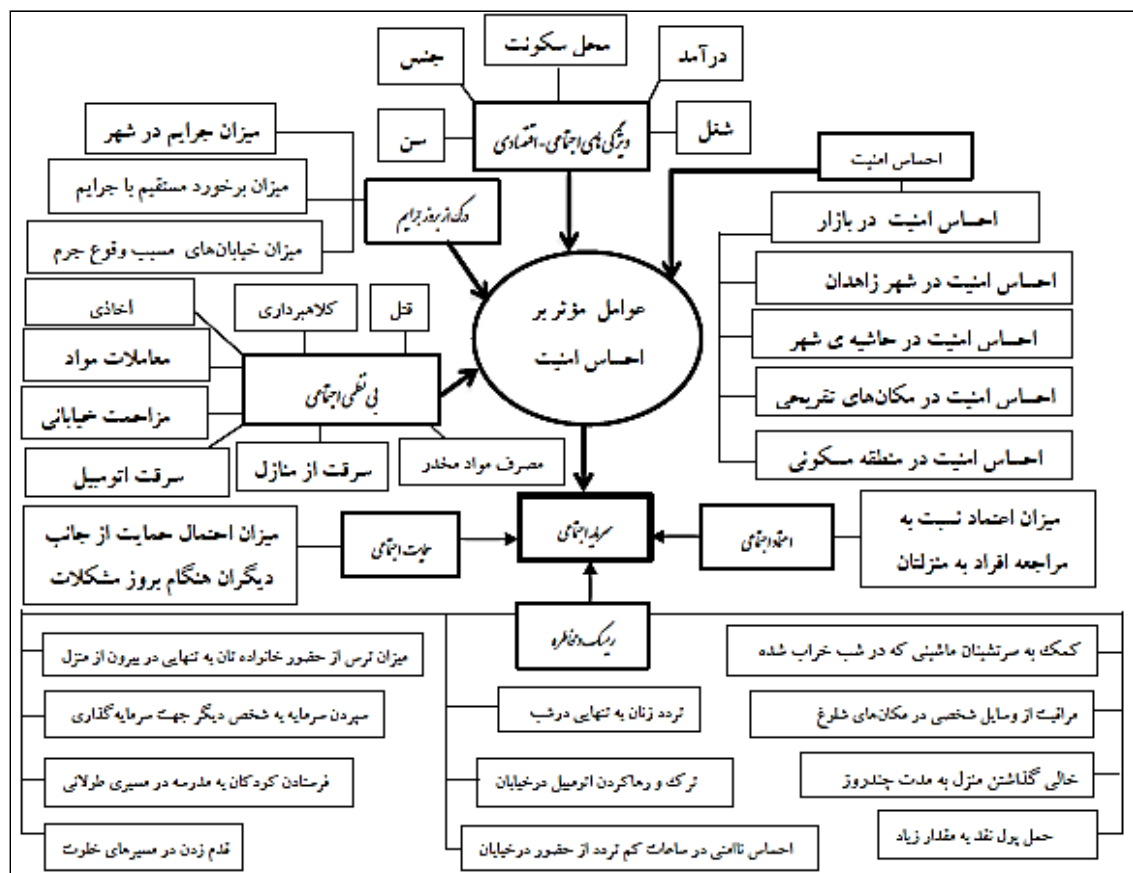 محل سکونت
درآمد
جنس
شغل
ویژگی‌های اجتماعی - اقتصادی
سن
احساس امنیت
میزان جرایم در شهر
میزان برخورد مستقیم با جرایم
میزان خیابان‌های مسبب وقوع جرم
درک از بروز جرایم
احساس امنیت در بازار
احساس امنیت در شهر زاهدان
احساس امنیت در حاشیه ی شهر
احساس امنیت در مکان‌های تفریحی
احساس امنیت در منطقه مسکونی
عوامل مؤثر بر
احساس امنیت
قتل
کلاهبرداری
اخاذی
معاملات مواد
مزاحمت خیابانی
سرقت اتومبیل
سرقت از منازل
مصرف مواد مخدر
بی نظمی اجتماعی
میزان اعتماد نسبت به
مراجعه افراد به منزلتان
اعتماد اجتماعی
سرمایه اجتماعی
حمایت اجتماعی
میزان احتمال حمایت از جانب
دیگران هنگام بروز مشکلات
ریسک و مخاطره
کمک به سرنشینان ماشینی که در شب خراب شده
مراقبت از وسایل شخصی در مکان‌های شلوغ
خالی گذاشتن منزل به مدت چندروز
حمل پول نقد به مقدار زیاد
تردد زنان به تنهایی درشب
ترک و رهاکردن اتومبیل درخیابان
احساس ناامنی در ساعات کم تردد از حضور درخیابان
میزان ترس از حضور خانواده تان به تنهایی در بیرون از منزل
سپردن سرمایه به شخص دیگر جهت سرمایه گذاری
فرستادن کودکان به مدرسه در مسیری طولانی
قدم زدن در مسیرهای خلوت